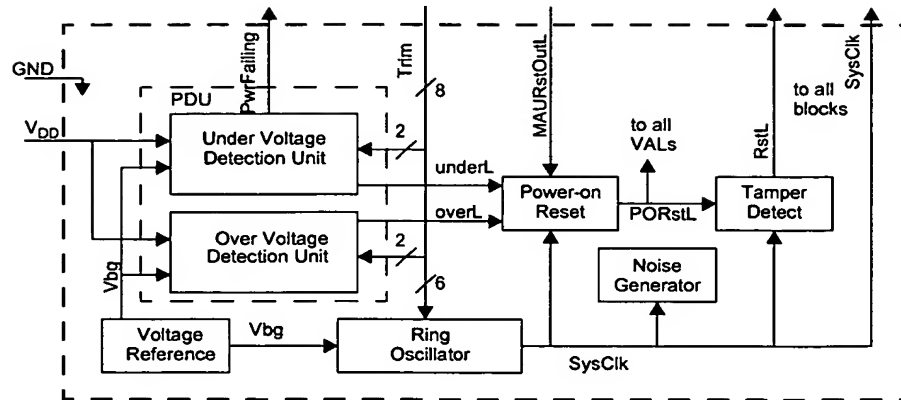 GND
VDD
PDU
PwrFailing
Trim
8
MAURstOutL
RstL
to all
blocks
SysClk
Under Voltage
Detection Unit
2
underL
to all
VALs
Power-on
Reset
PORstL
Tamper
Detect
overL
Over Voltage
Detection Unit
2
6
Vbg
Noise
Generator
Voltage
Reference
Vbg
Ring
Oscillator
SysClk